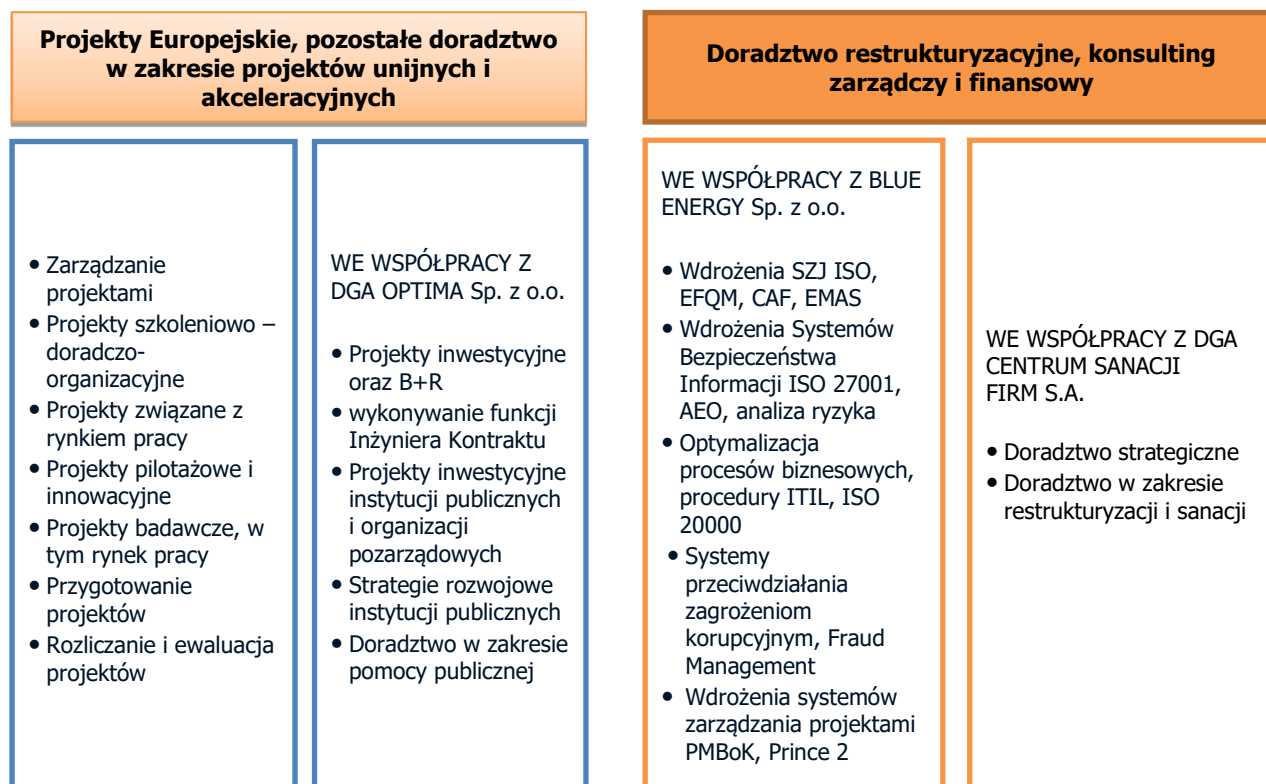 Projekty Europejskie, pozostałe doradztwo
w zakresie projektów unijnych i
akceleracyjnych
• Zarządzanie
projektami
• Projekty szkoleniowo –
doradczo-
organizacyjne
• Projekty związane z
rynkiem pracy
• Projekty pilotażowe i
innowacyjne
• Projekty badawcze, w
tym rynek pracy
• Przygotowanie
projektów
• Rozliczanie i ewaluacja
projektów
WE WSPÓŁPRACY Z
DGA OPTIMA Sp. z o.o.
• Projekty inwestycyjne
oraz B+R
• wykonywanie funkcji
Inżyniera Kontraktu
• Projekty inwestycyjne
instytucji publicznych
i organizacji
pozarządowych
• Strategie rozwojowe
instytucji publicznych
• Doradztwo w zakresie
pomocy publicznej
Doradztwo restrukturyzacyjne, konsulting
zarządczy i finansowy
WE WSPÓŁPRACY Z BLUE
ENERGY Sp. z o.o.
• Wdrożenia SZJ ISO,
EFQM, CAF, EMAS
• Wdrożenia Systemów
Bezpieczeństwa
Informacji ISO 27001,
AEO, analiza ryzyka
• Optymalizacja
procesów biznesowych,
procedury ITIL, ISO
20000
• Systemy
przeciwdziałania
zagrożeniom
korupcyjnym, Fraud
Management
• Wdrożenia systemów
zarządzania projektami
PMBoK, Prince 2
WE WSPÓŁPRACY Z DGA
CENTRUM SANACJI
FIRM S.A.
• Doradztwo strategiczne
• Doradztwo w zakresie
restrukturyzacji i sanacji